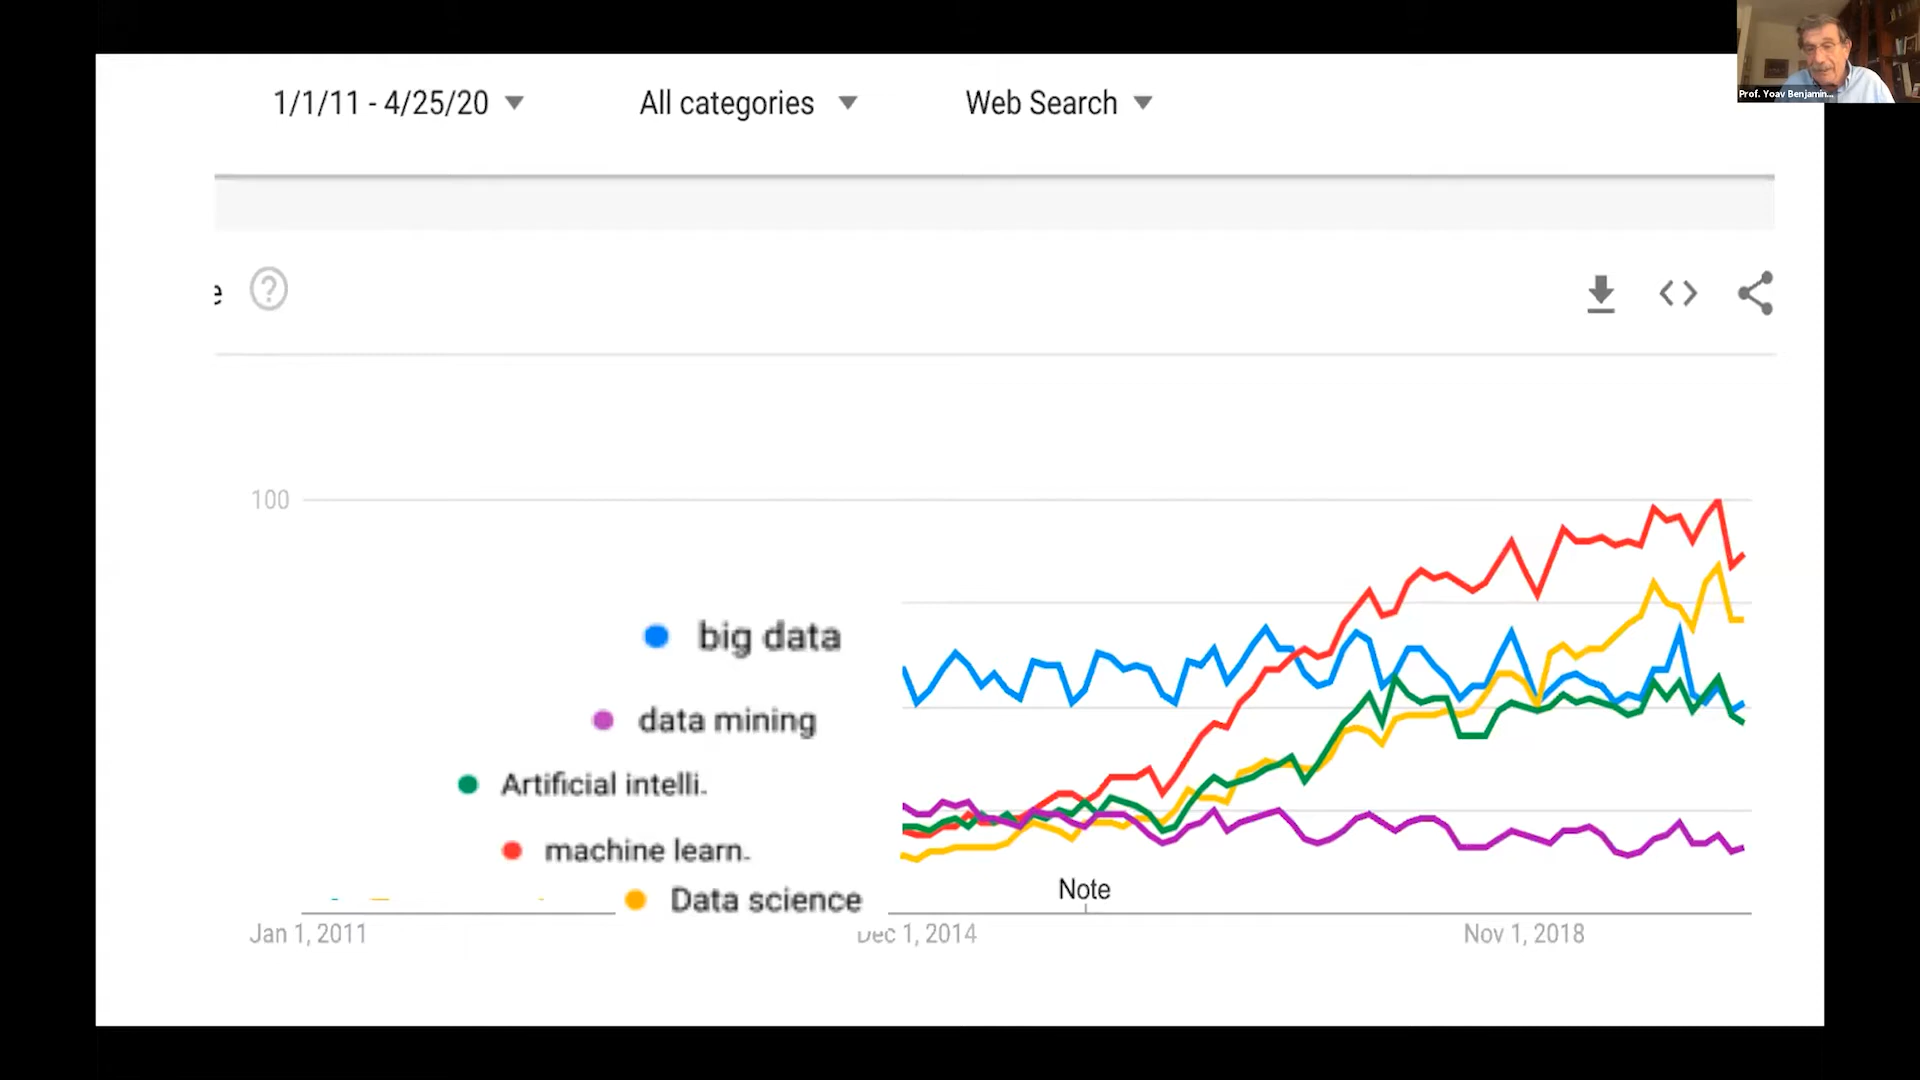 1/1/11 - 4/25/20 All categories Web Search
Prof. Yoav Benjamin...
e ?
100
big data
data mining
Artificial intelli.
machine learn.
Data science
Note
Jan 1, 2011 Dec 1, 2014 Nov 1, 2018